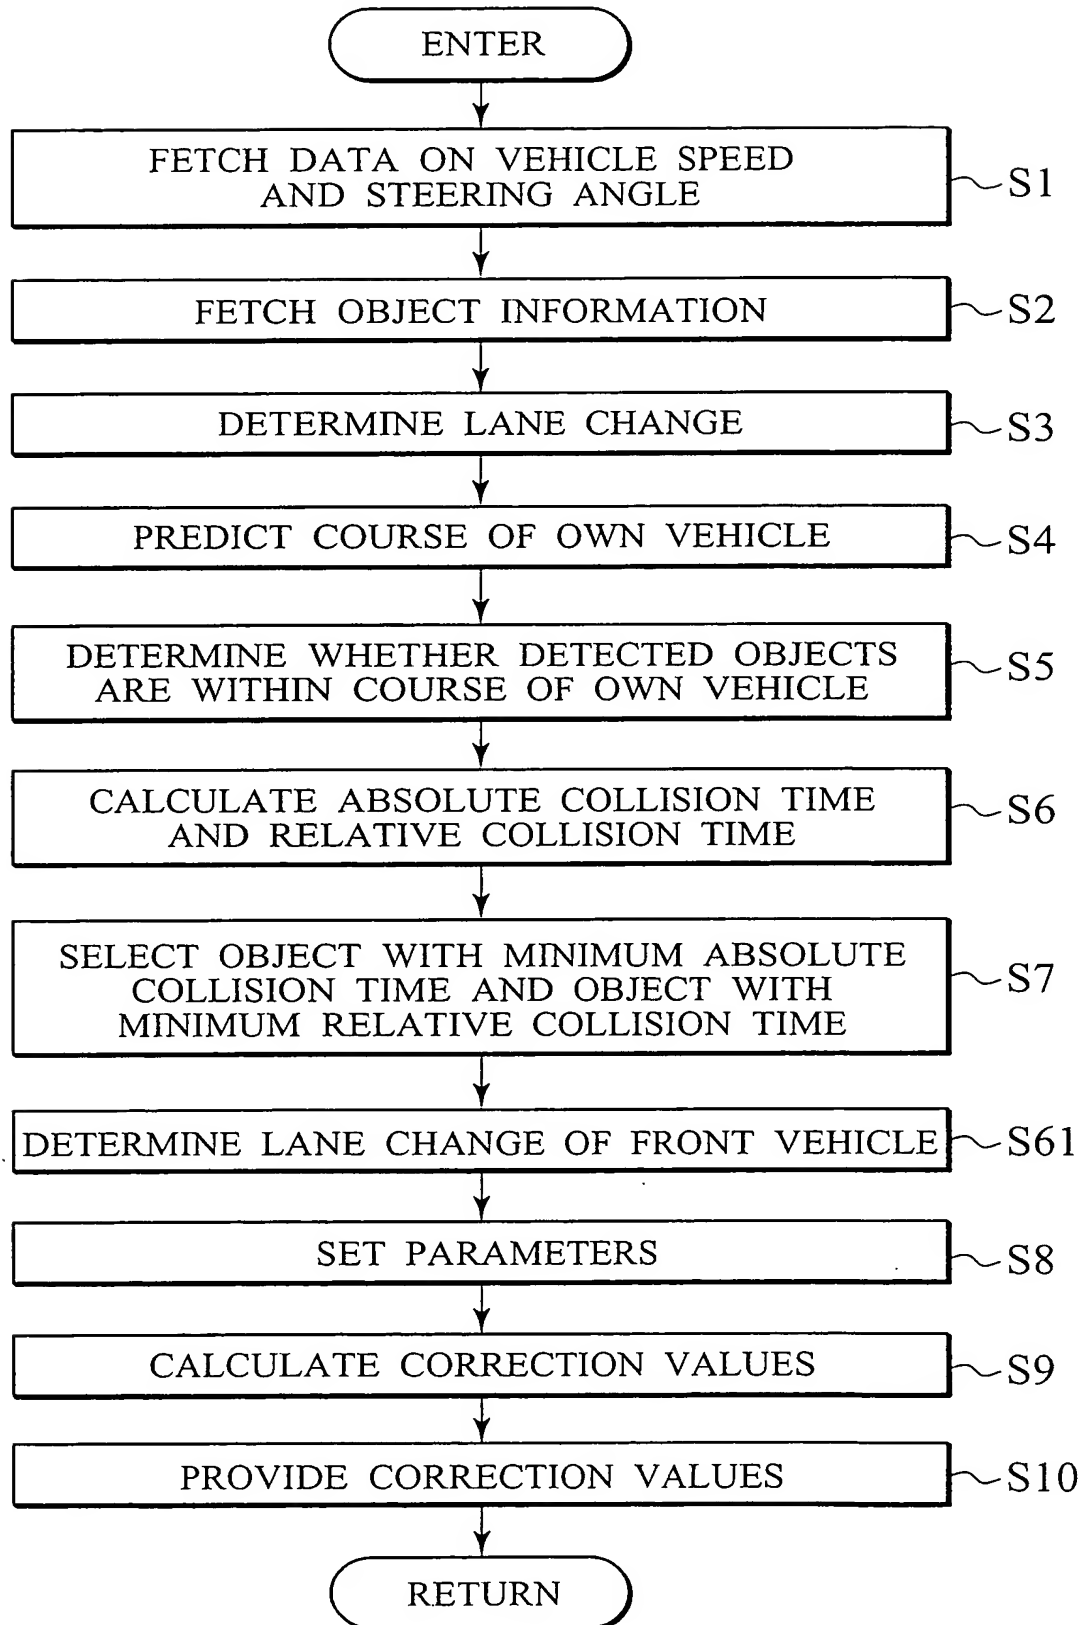 ENTER
FETCH DATA ON VEHICLE SPEED
AND STEERING ANGLE
S1
FETCH OBJECT INFORMATION
S2
DETERMINE LANE CHANGE
S3
PREDICT COURSE OF OWN VEHICLE
S4
DETERMINE WHETHER DETECTED OBJECTS
ARE WITHIN COURSE OF OWN VEHICLE
S5
CALCULATE ABSOLUTE COLLISION TIME
AND RELATIVE COLLISION TIME
S6
SELECT OBJECT WITH MINIMUM ABSOLUTE
COLLISION TIME AND OBJECT WITH
MINIMUM RELATIVE COLLISION TIME
S7
DETERMINE LANE CHANGE OF FRONT VEHICLE
S61
SET PARAMETERS
S8
CALCULATE CORRECTION VALUES
S9
PROVIDE CORRECTION VALUES
S10
RETURN